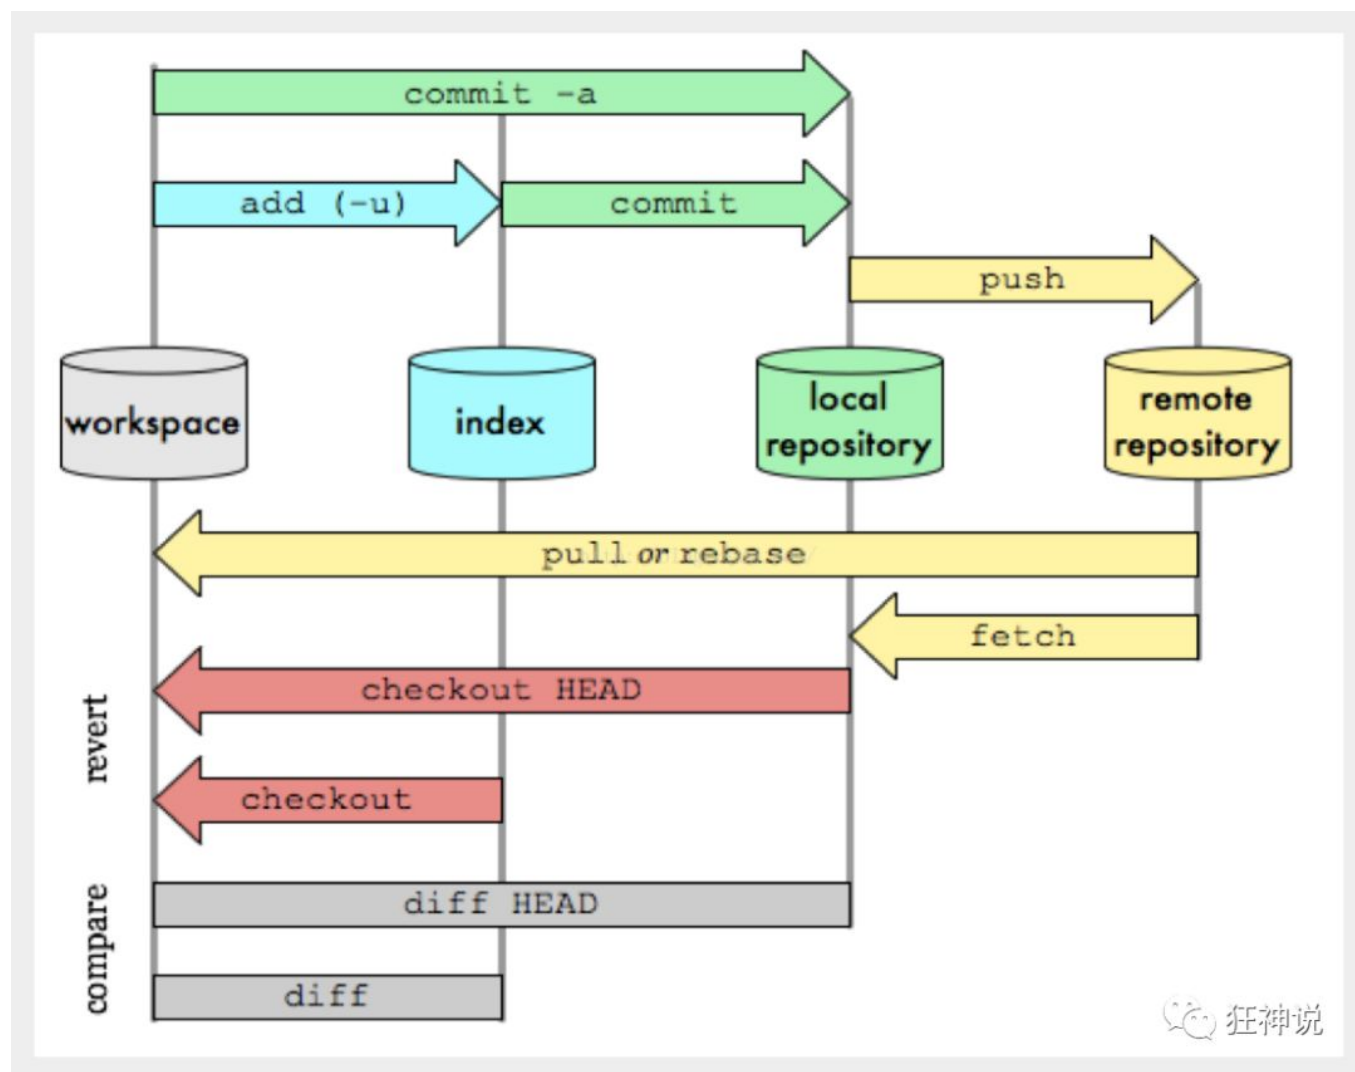 commit -a
add (-u)
commit
push
workspace
index
local
repository
remote
repository
pull or rebase
fetch
revert
checkout HEAD
checkout
compare
diff HEAD
diff
狂神说